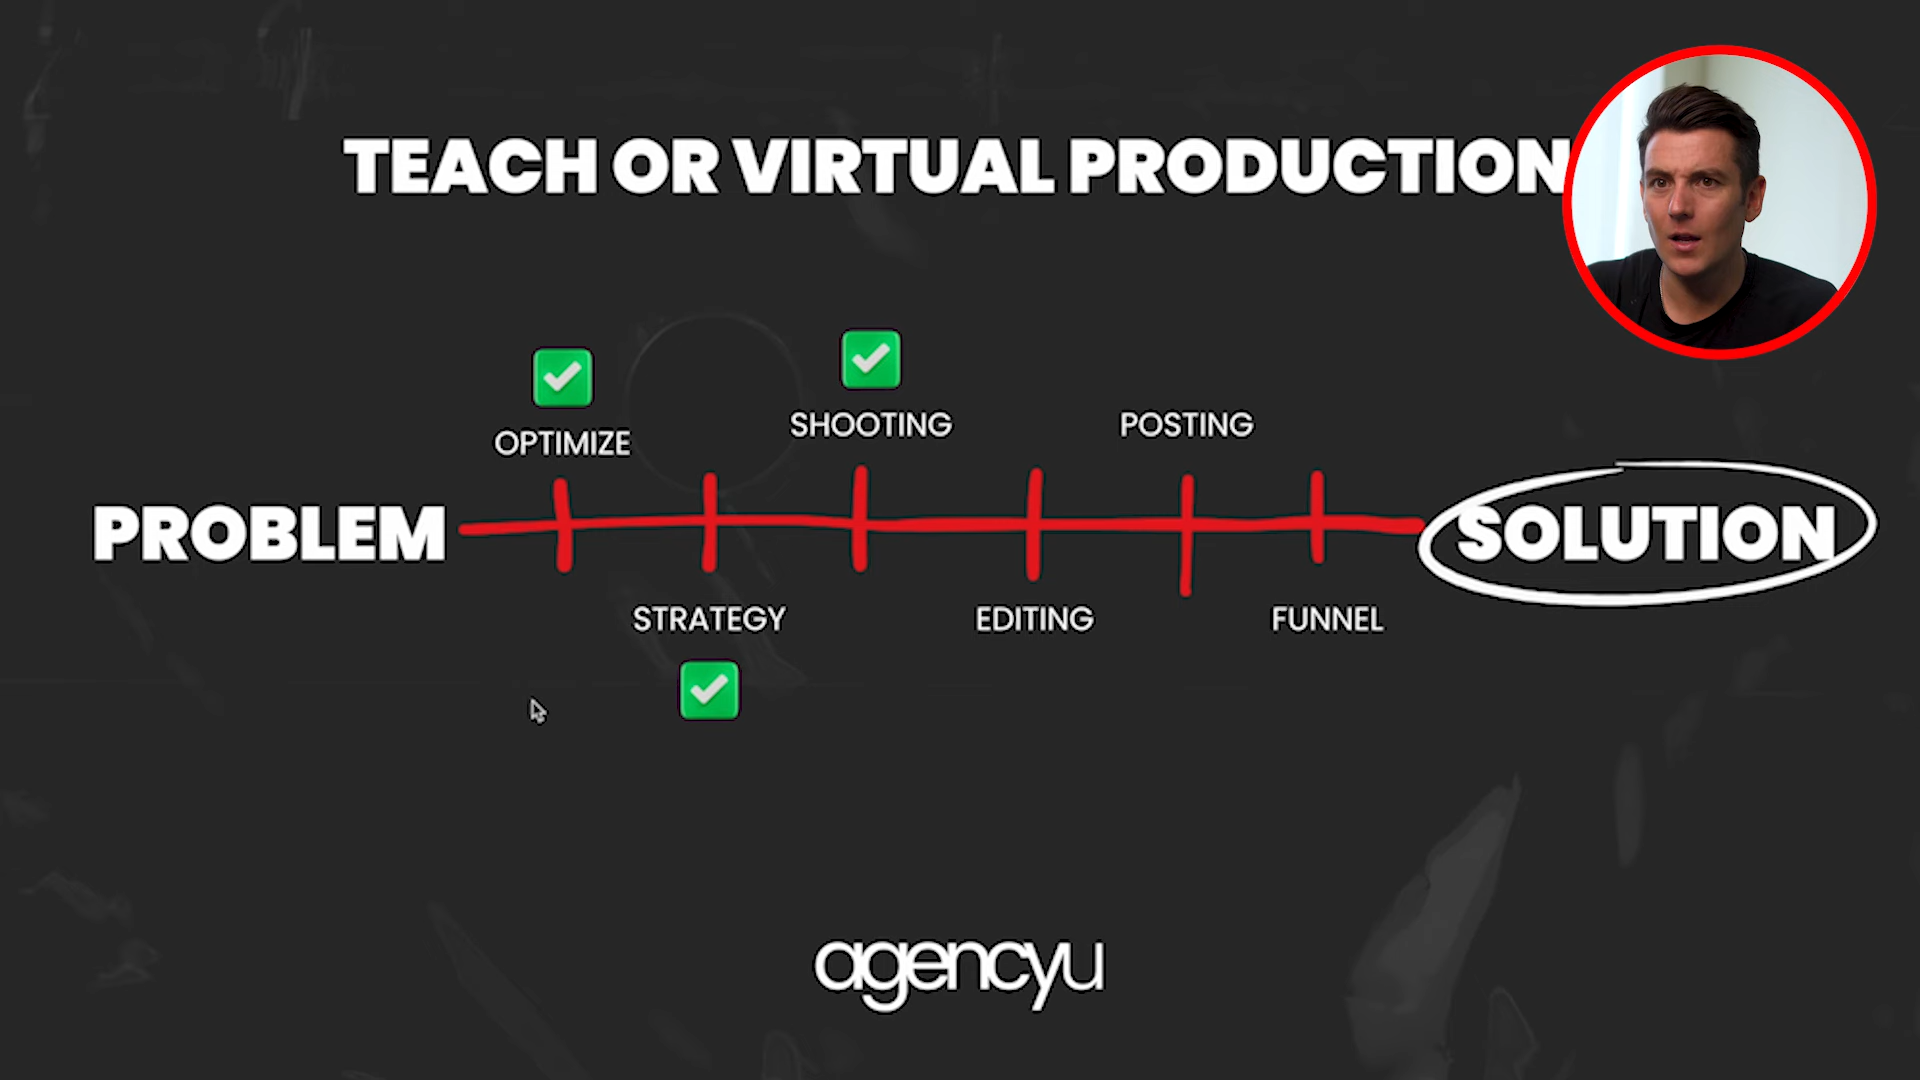 TEACH OR VIRTUAL PRODUCTION
OPTIMIZE
SHOOTING
POSTING
PROBLEM
SOLUTION
STRATEGY
EDITING
FUNNEL
agencyu